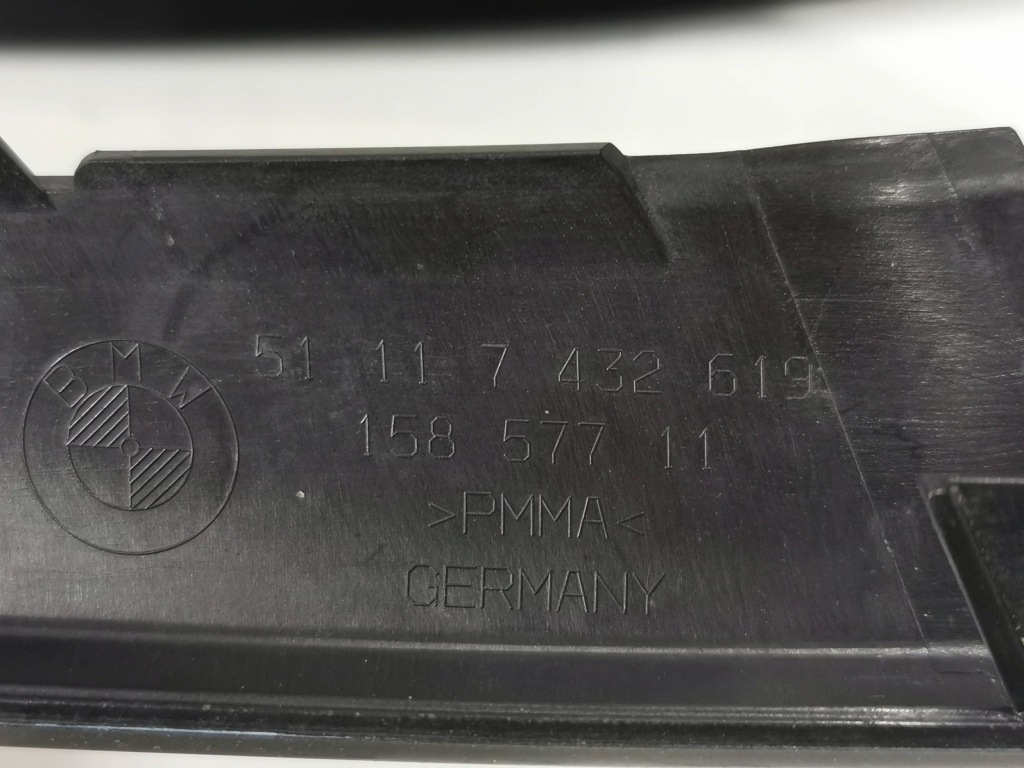 BMW
51 11 7 432 619
158 577 11
>PMMA<
GERMANY